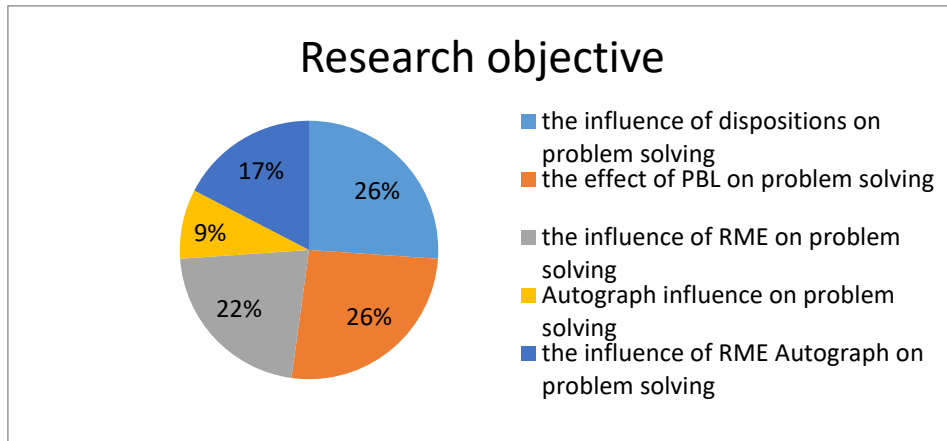 Research objective
17%
26%
9%
22%
26%
the influence of dispositions on
problem solving
the effect of PBL on problem solving
the influence of RME on problem
solving
Autograph influence on problem
solving
the influence of RME Autograph on
problem solving